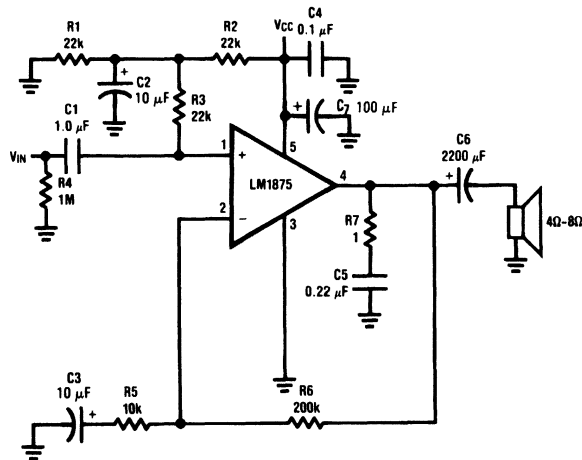 R1
22k
R2
22k
VCC
C4
0.1 μF
+
C2
10 μF
R3
22k
+
C7 100 μF
C1
1.0 μF
VIN
R4
1M
1
+
5
LM1875
4
2
−
3
C6
2200 μF
+
R7
1
4Ω-8Ω
C5
0.22 μF
C3
10 μF
+
R5
10k
R6
200k